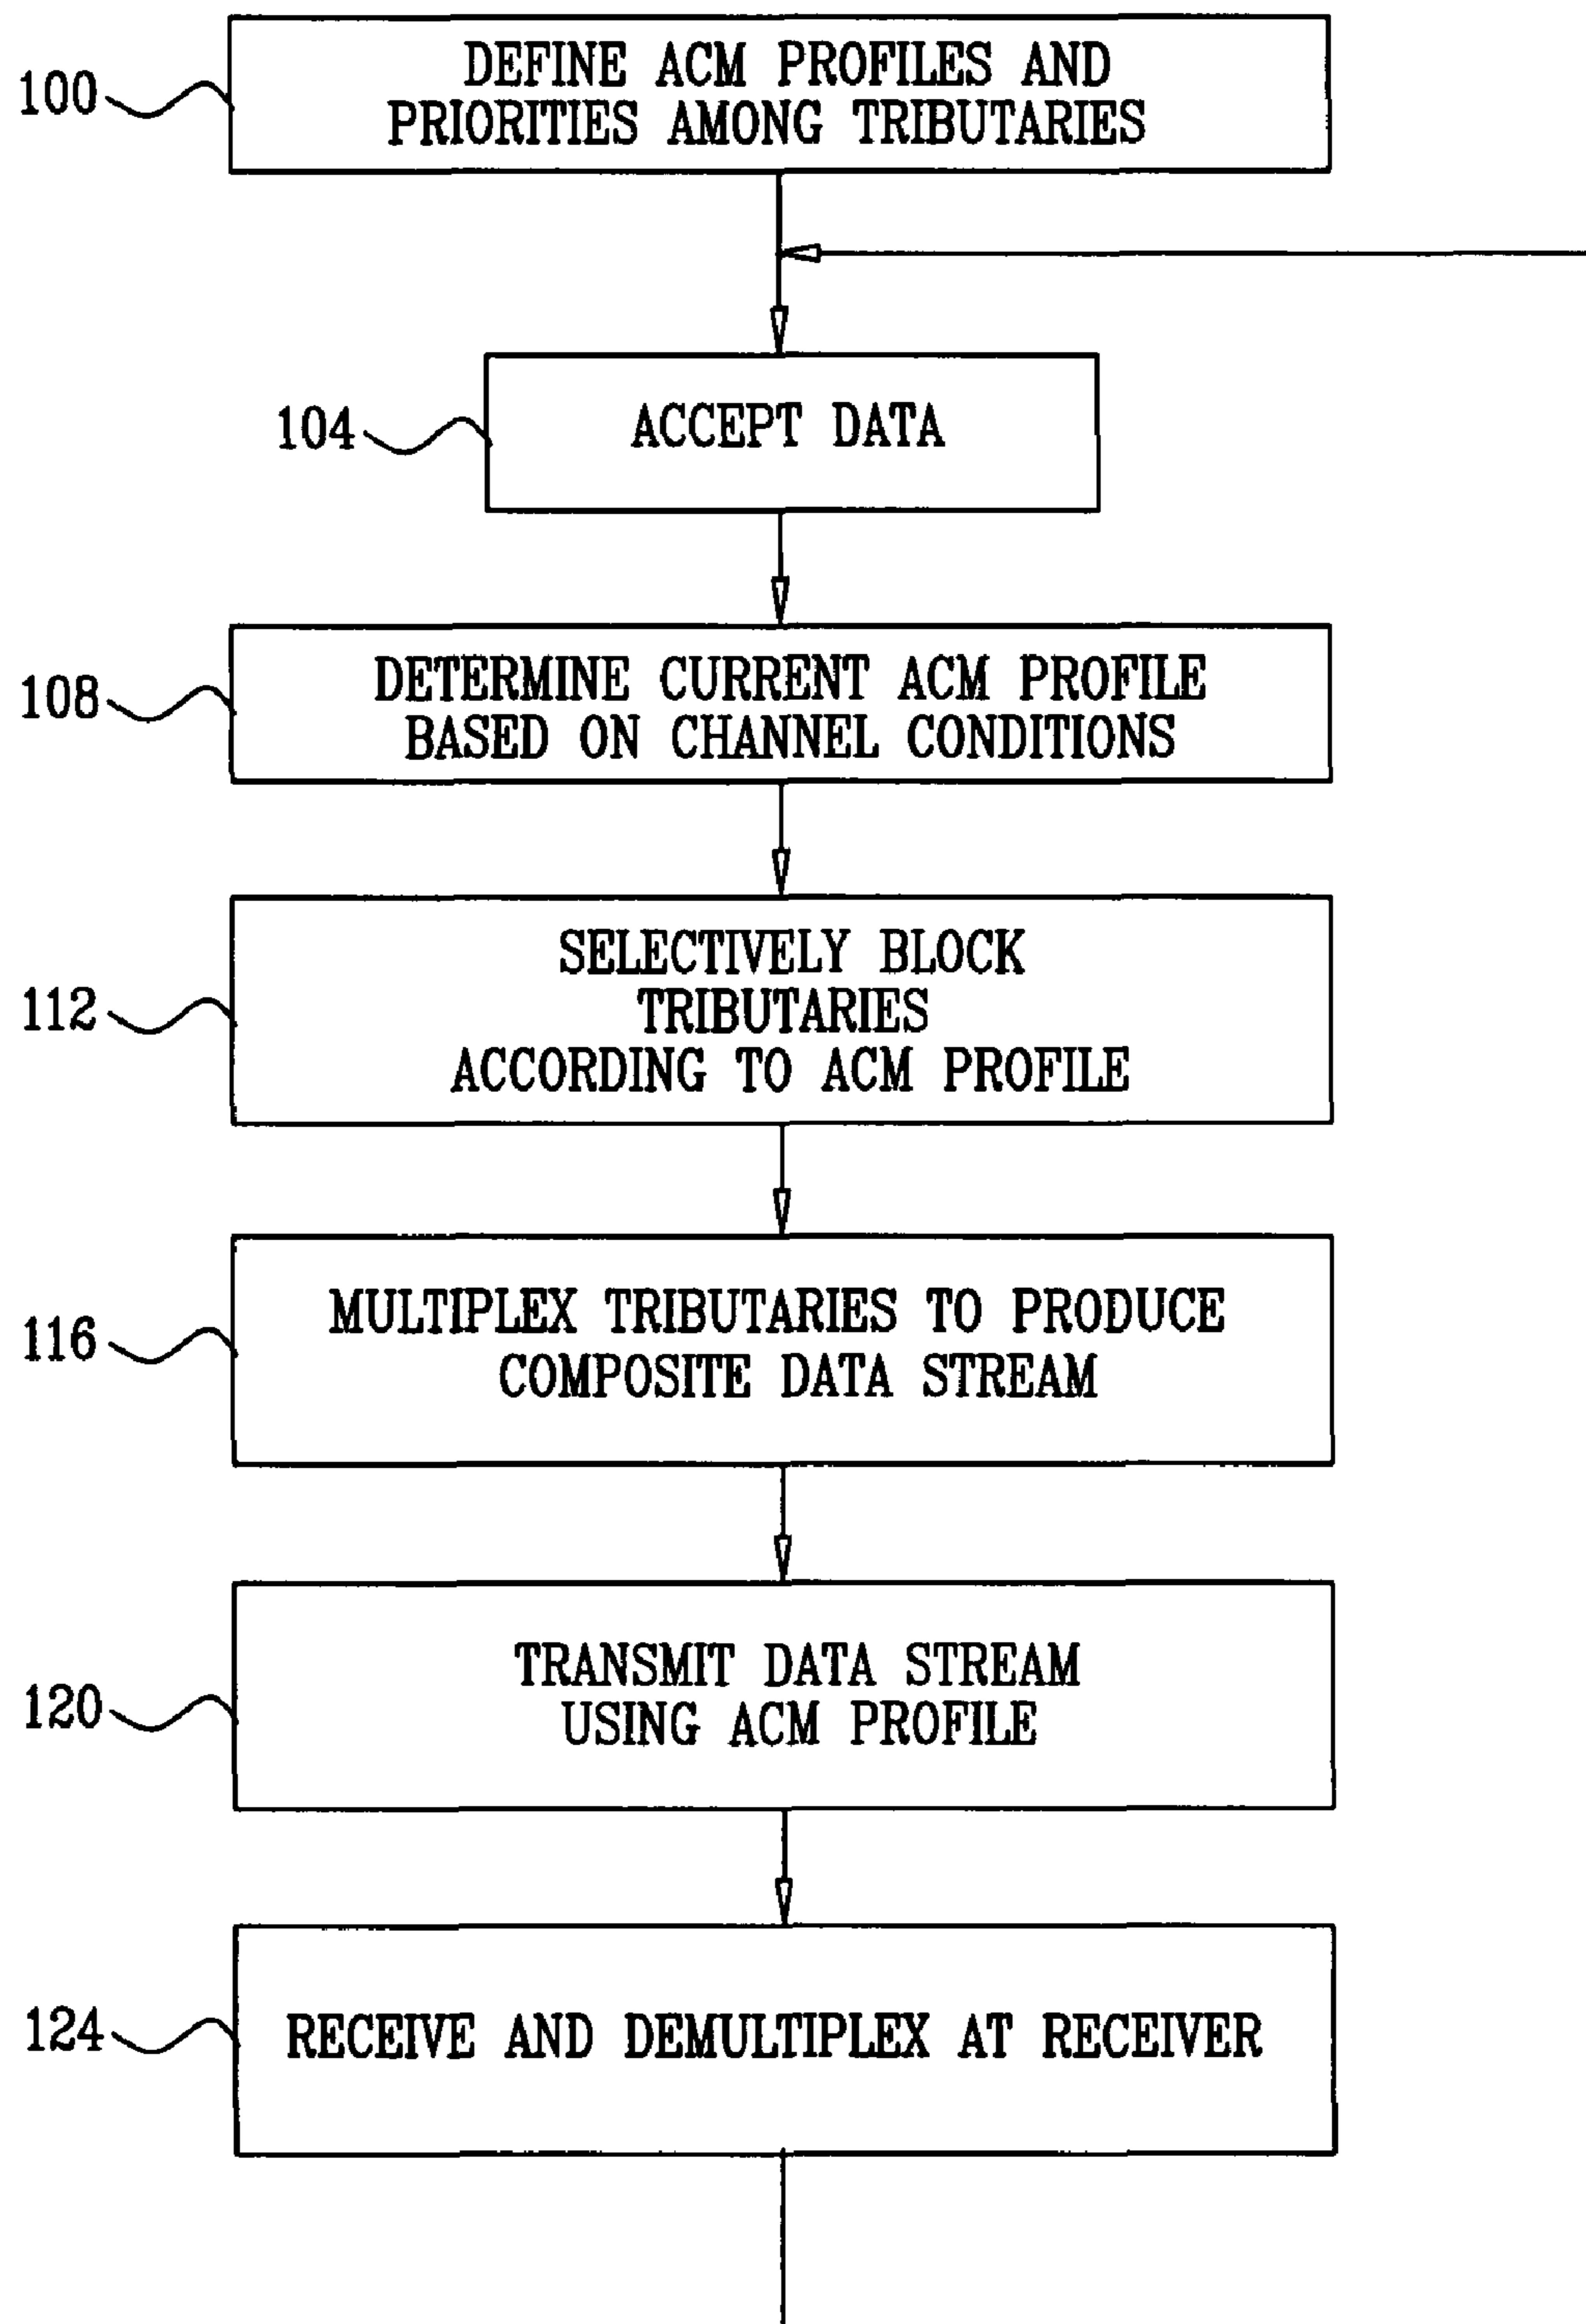 100
DEFINE ACM PROFILES AND
PRIORITIES AMONG TRIBUTARIES
104
ACCEPT DATA
108
DETERMINE CURRENT ACM PROFILE
BASED ON CHANNEL CONDITIONS
112
SELECTIVELY BLOCK
TRIBUTARIES
ACCORDING TO ACM PROFILE
116
MULTIPLEX TRIBUTARIES TO PRODUCE
COMPOSITE DATA STREAM
120
TRANSMIT DATA STREAM
USING ACM PROFILE
124
RECEIVE AND DEMULTIPLEX AT RECEIVER